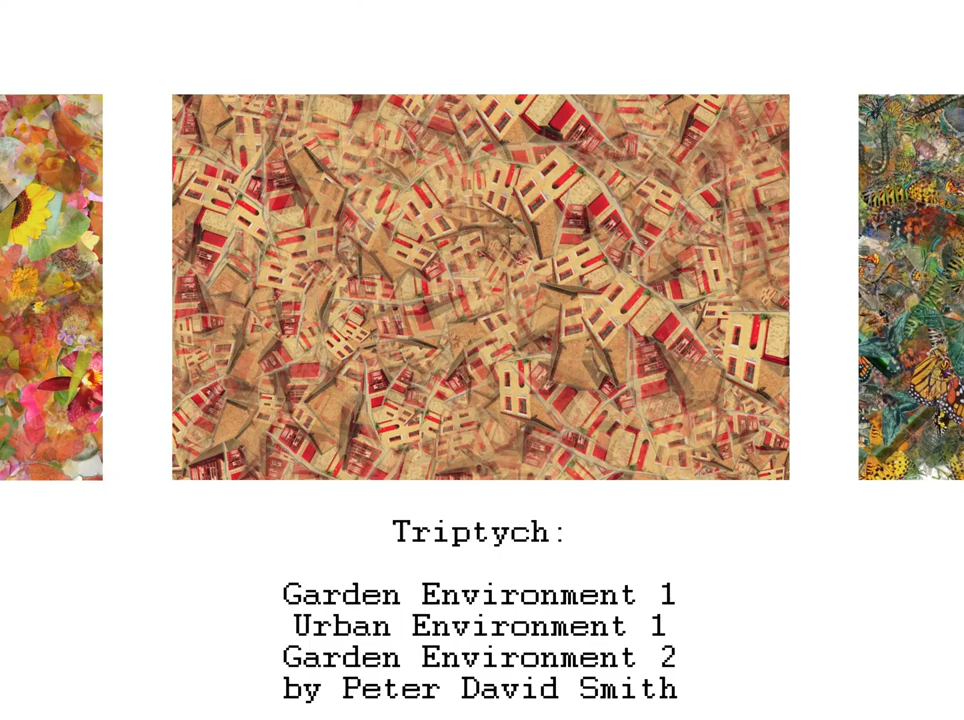 Triptych:
Garden Environment 1
Urban Environment 1
Garden Environment 2
by Peter David Smith